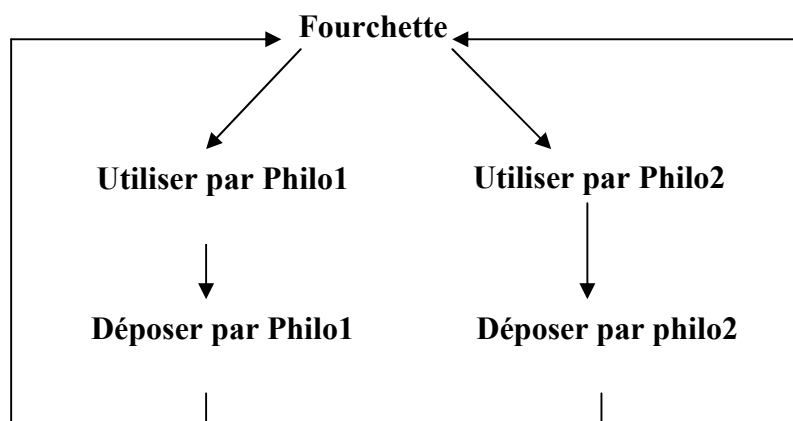 Fourchette
Utiliser par Philo1
Utiliser par Philo2
Déposer par Philo1
Déposer par philo2